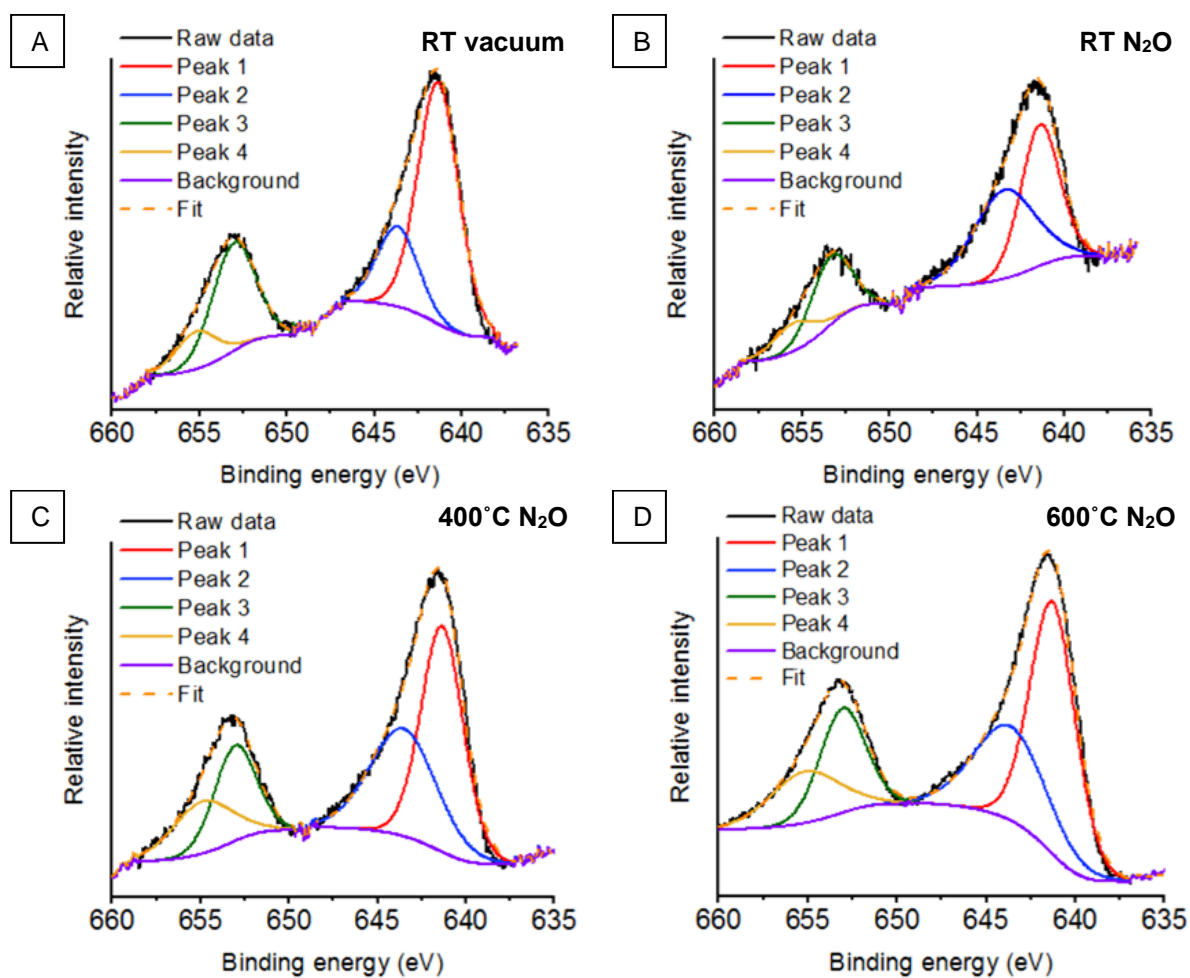 A
RT vacuum
Raw data
Peak 1
Peak 2
Peak 3
Peak 4
Background
Fit
Relative intensity
660 655 650 645 640 635
Binding energy (eV)
B
RT N₂O
Raw data
Peak 1
Peak 2
Peak 3
Peak 4
Background
Fit
Relative intensity
660 655 650 645 640 635
Binding energy (eV)
C
400˚C N₂O
Raw data
Peak 1
Peak 2
Peak 3
Peak 4
Background
Fit
Relative intensity
660 655 650 645 640 635
Binding energy (eV)
D
600˚C N₂O
Raw data
Peak 1
Peak 2
Peak 3
Peak 4
Background
Fit
Relative intensity
660 655 650 645 640 635
Binding energy (eV)